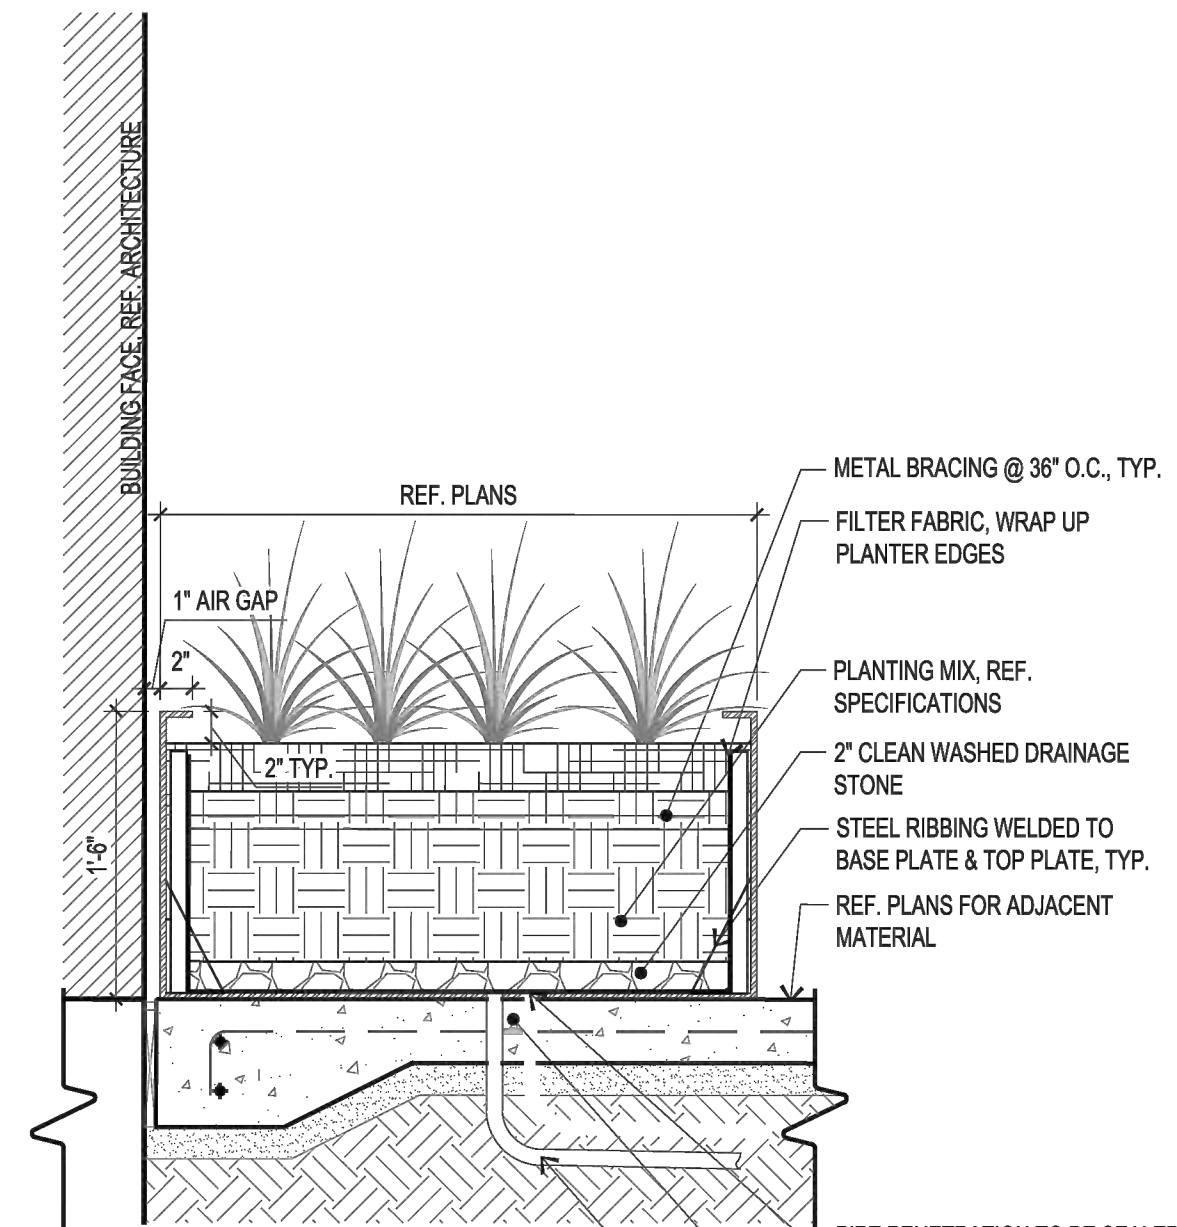 BUILDING FACE, REF. ARCHITECTURE
METAL BRACING @ 36" O.C., TYP.
REF. PLANS
FILTER FABRIC, WRAP UP
PLANTER EDGES
1" AIR GAP
2"
PLANTING MIX, REF.
SPECIFICATIONS
2" CLEAN WASHED DRAINAGE
STONE
2" TYP.
STEEL RIBBING WELDED TO
BASE PLATE & TOP PLATE, TYP.
1'-6"
REF. PLANS FOR ADJACENT
MATERIAL